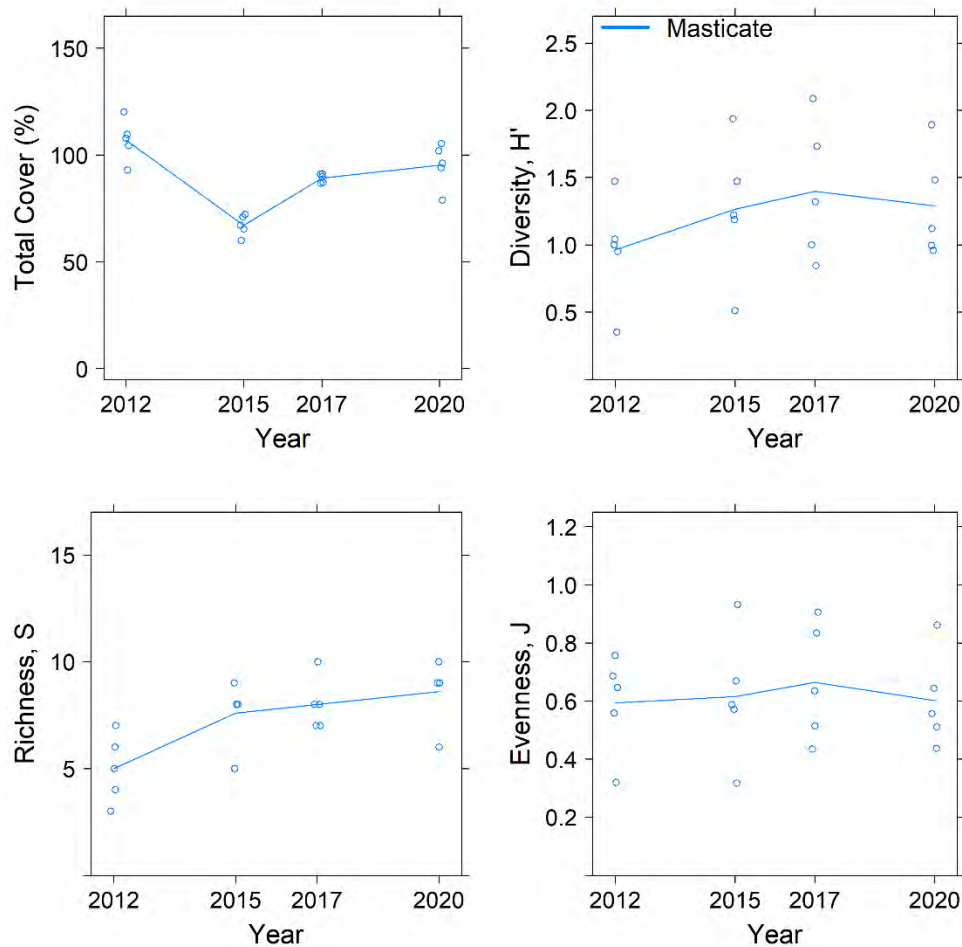 Total Cover (%)
150
100
50
0
2012 2015 2017 2020
Year
Masticate
Diversity, H'
2.5
2.0
1.5
1.0
0.5
2012 2015 2017 2020
Year
Richness, S
15
10
5
2012 2015 2017 2020
Year
Evenness, J
1.2
1.0
0.8
0.6
0.4
0.2
2012 2015 2017 2020
Year